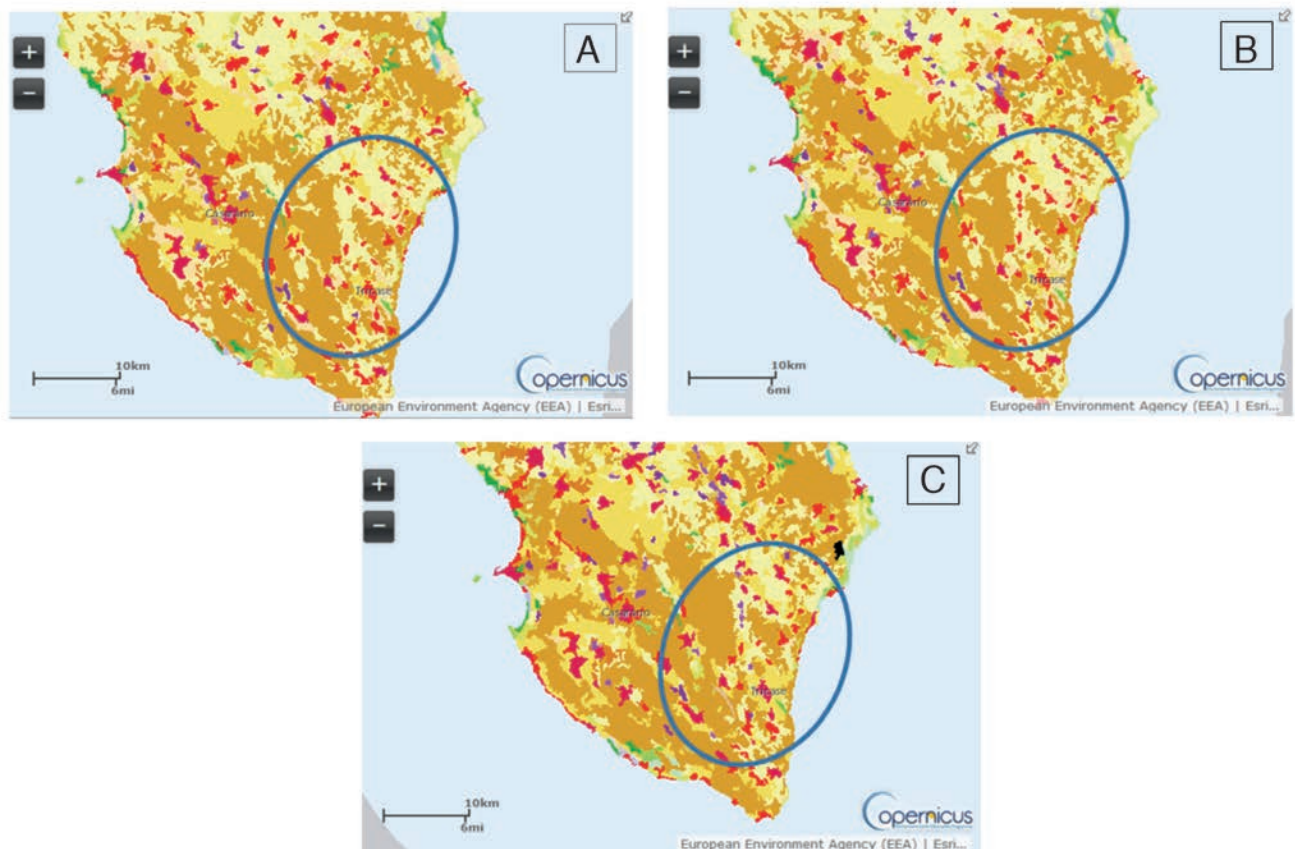 +
−
A
Casarano
Tricase
10km
6mi
Copernicus
European Environment Agency (EEA) | Esri...
+
−
B
Casarano
Tricase
10km
6mi
Copernicus
European Environment Agency (EEA) | Esri...
+
−
C
Casarano
Tricase
10km
6mi
Copernicus
European Environment Agency (EEA) | Esri...